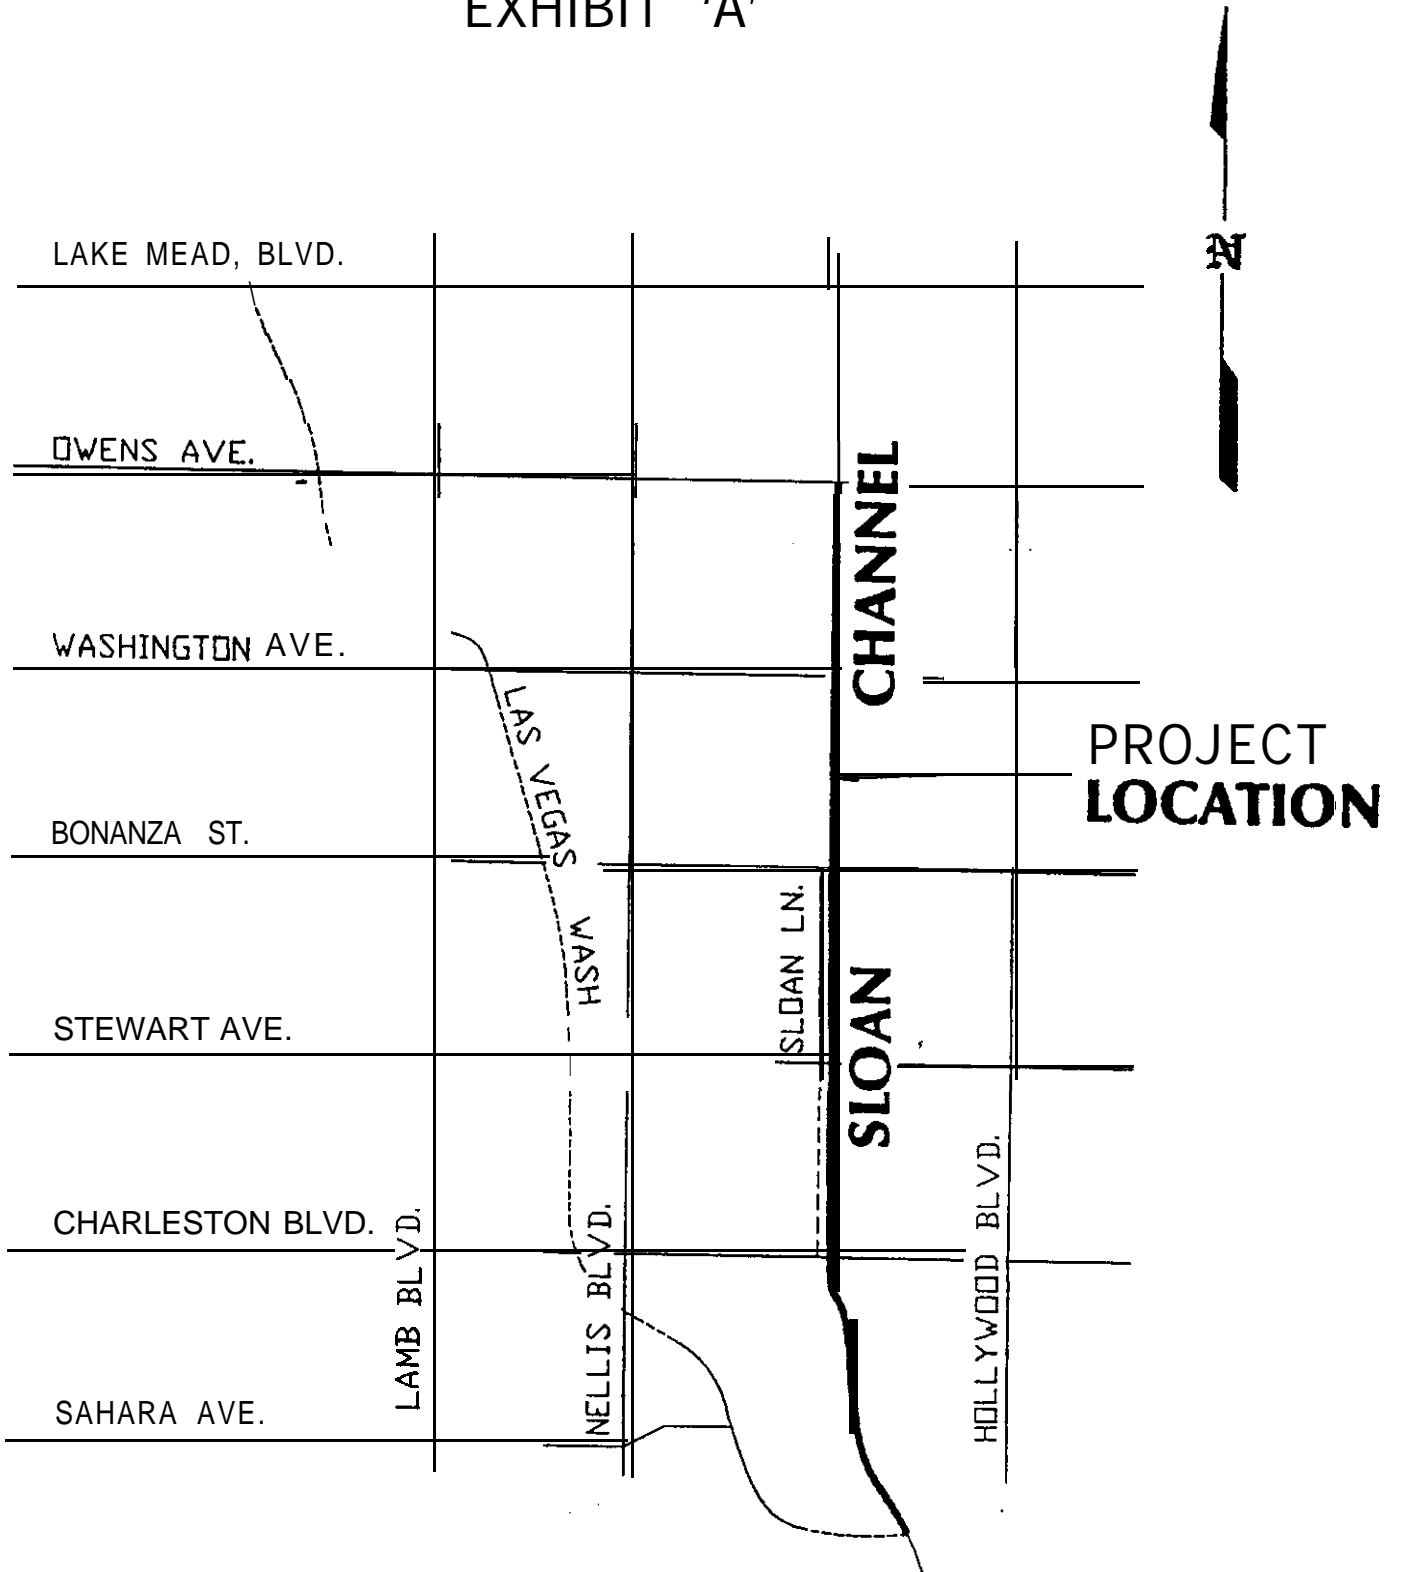 EXHIBIT 'A'
N
LAKE MEAD, BLVD.
OWENS AVE.
CHANNEL
WASHINGTON AVE.
LAS VEGAS WASH
PROJECT
LOCATION
BONANZA ST.
SLOAN LN.
SLOAN
STEWART AVE.
HOLLYWOOD BLVD.
CHARLESTON BLVD.
LAMB BLVD.
NELLIS BLVD.
SAHARA AVE.